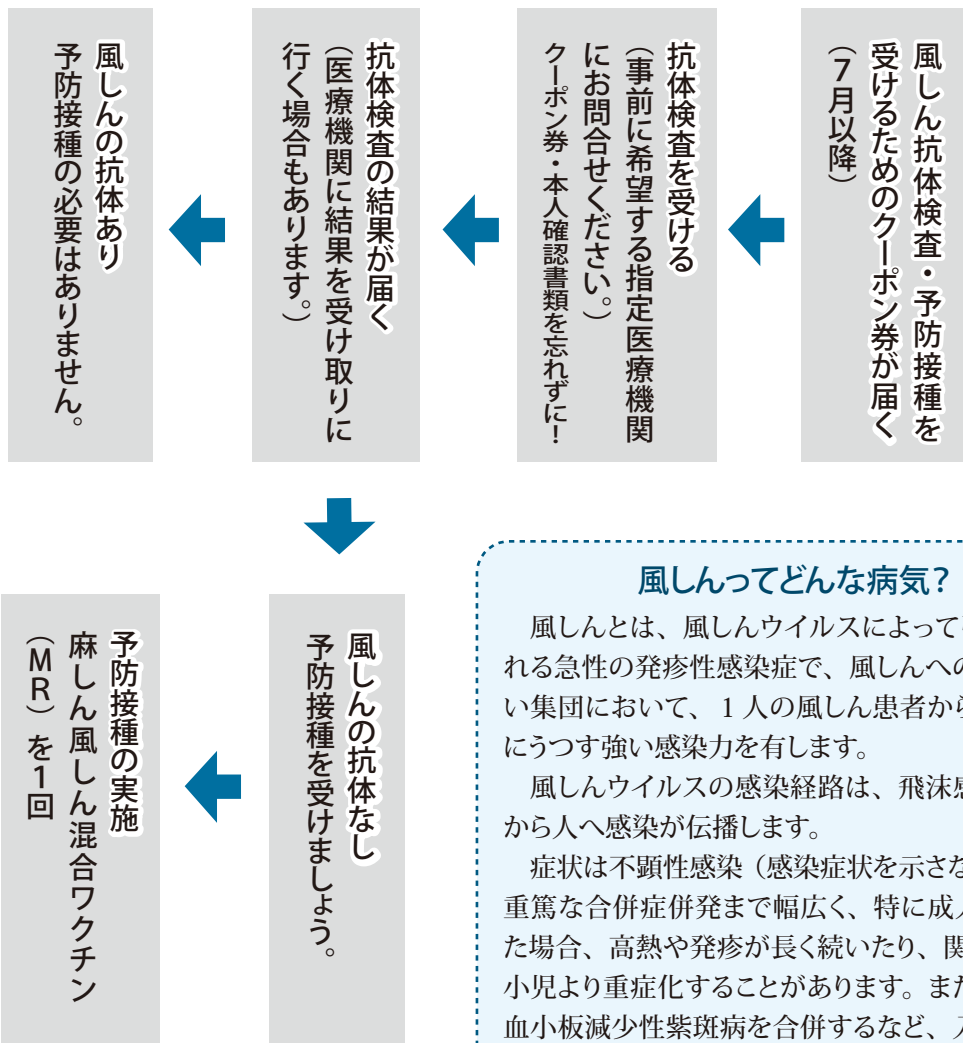 風しん抗体検査・予防接種を
受けるためのクーポン券が届く
（7月以降）
抗体検査を受ける
（事前に希望する指定医療機関
にお問合せください。）
クーポン券・本人確認書類を忘れずに！
抗体検査の結果が届く
（医療機関に結果を受け取りに
行く場合もあります。）
風しんの抗体あり
予防接種の必要はありません。
風しんの抗体なし
予防接種を受けましょう。
予防接種の実施
麻しん風しん混合ワクチン
（MR）を1回
風しんってどんな病気？
風しんとは、風しんウイルスによって
れる急性の発疹性感染症で、風しんへの
い集団において、1人の風しん患者から
にうつす強い感染力を有します。
風しんウイルスの感染経路は、飛沫感
から人へ感染が伝播します。
症状は不顕性感染（感染症状を示さな
重篤な合併症併発まで幅広く、特に成人
た場合、高熱や発疹が長く続いたり、関
小児より重症化することがあります。また
血小板減少性紫斑病を合併するなど、入